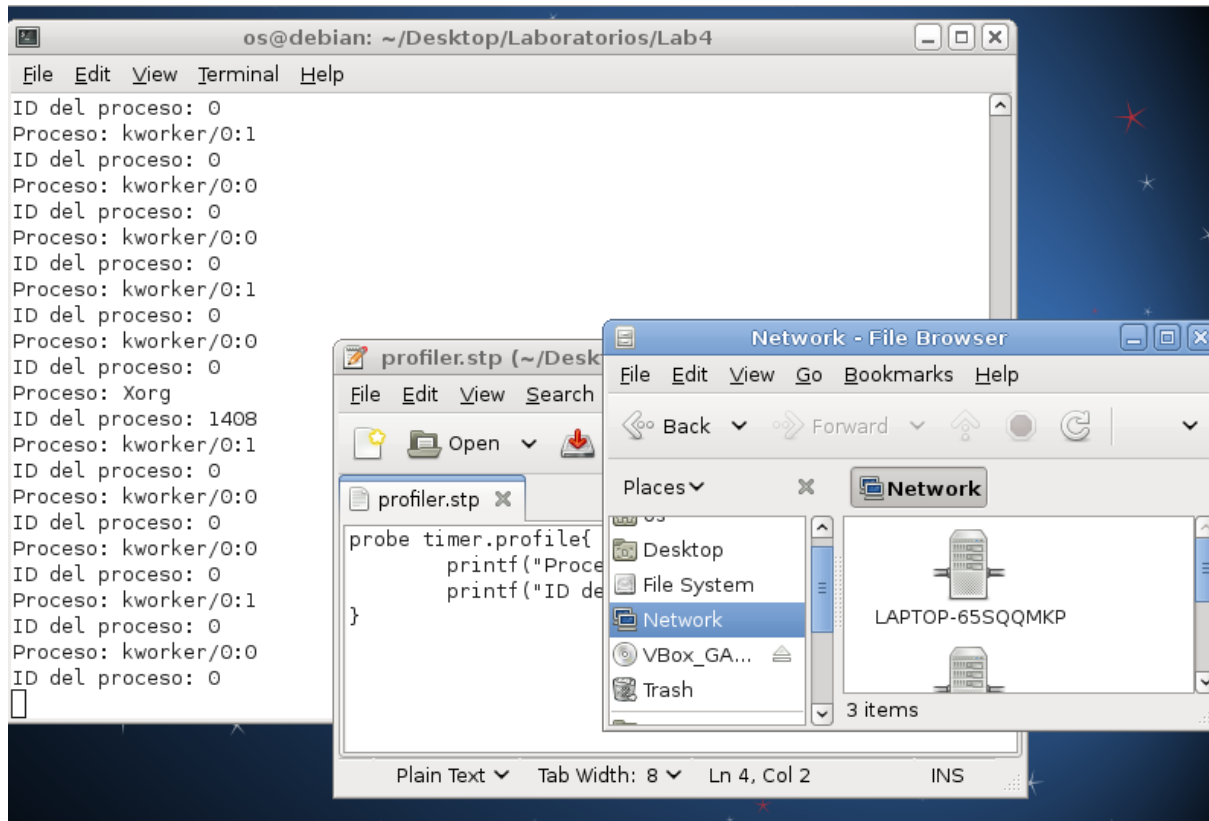 os@debian: ~/Desktop/Laboratorios/Lab4
File Edit View Terminal Help
ID del proceso: 0
Proceso: kworker/0:1
ID del proceso: 0
Proceso: kworker/0:0
ID del proceso: 0
Proceso: kworker/0:0
ID del proceso: 0
Proceso: kworker/0:1
ID del proceso: 0
Proceso: kworker/0:0
ID del proceso: 0
Proceso: Xorg
ID del proceso: 1408
Proceso: kworker/0:1
ID del proceso: 0
Proceso: kworker/0:0
ID del proceso: 0
Proceso: kworker/0:0
ID del proceso: 0
Proceso: kworker/0:1
ID del proceso: 0
Proceso: kworker/0:0
ID del proceso: 0
profiler.stp (~/Desk
File Edit View Search
Open
profiler.stp
probe timer.profile{
printf("Proce
printf("ID de
}
Plain Text Tab Width: 8 Ln 4, Col 2 INS
Network - File Browser
File Edit View Go Bookmarks Help
Back Forward
Places Network
os
Desktop
File System
Network
VBox_GA...
Trash
LAPTOP-65SQQMKP
3 items